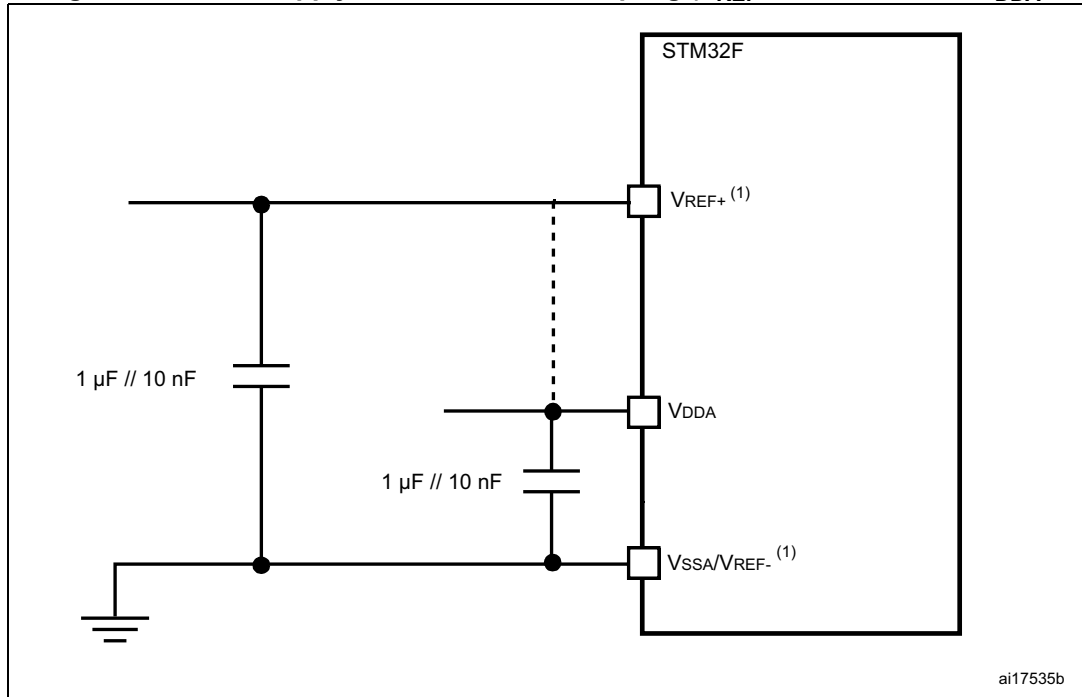 STM32F
VREF+ (1)
1 µF // 10 nF
VDDA
1 µF // 10 nF
VSSA/VREF- (1)
ai17535b